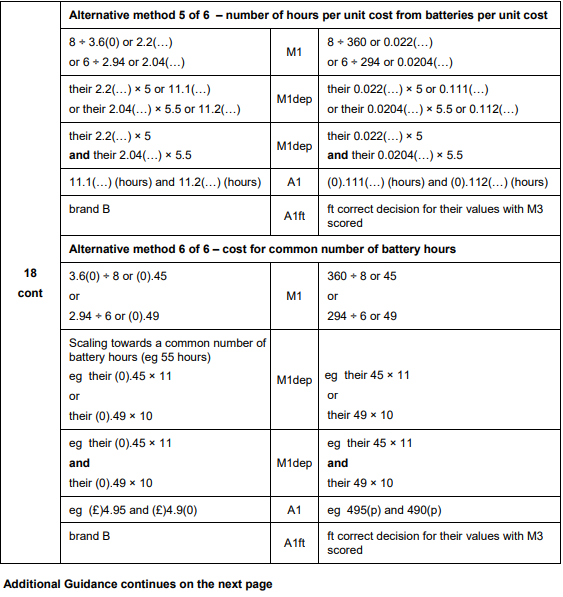 Alternative method 5 of 6 – number of hours per unit cost from batteries per unit cost
8 ÷ 3.6(0) or 2.2(…)
or 6 ÷ 2.94 or 2.04(…)
M1
8 ÷ 360 or 0.022(…)
or 6 ÷ 294 or 0.0204(…)
their 2.2(…) × 5 or 11.1(…)
or their 2.04(…) × 5.5 or 11.2(…)
M1dep
their 0.022(…) × 5 or 0.111(…)
or their 0.0204(…) × 5.5 or 0.112(…)
their 2.2(…) × 5
and their 2.04(…) × 5.5
M1dep
their 0.022(…) × 5
and their 0.0204(…) × 5.5
11.1(…) (hours) and 11.2(…) (hours)
A1
(0).111(…) (hours) and (0).112(…) (hours)
brand B
A1ft
ft correct decision for their values with M3
scored
18
cont
Alternative method 6 of 6 – cost for common number of battery hours
3.6(0) ÷ 8 or (0).45
or
2.94 ÷ 6 or (0).49
M1
360 ÷ 8 or 45
or
294 ÷ 6 or 49
Scaling towards a common number of
battery hours (eg 55 hours)
eg their (0).45 × 11
or
their (0).49 × 10
M1dep
eg their 45 × 11
or
their 49 × 10
eg their (0).45 × 11
and
their (0).49 × 10
M1dep
eg their 45 × 11
and
their 49 × 10
eg (£)4.95 and (£)4.9(0)
A1
eg 495(p) and 490(p)
brand B
A1ft
ft correct decision for their values with M3
scored
Additional Guidance continues on the next page